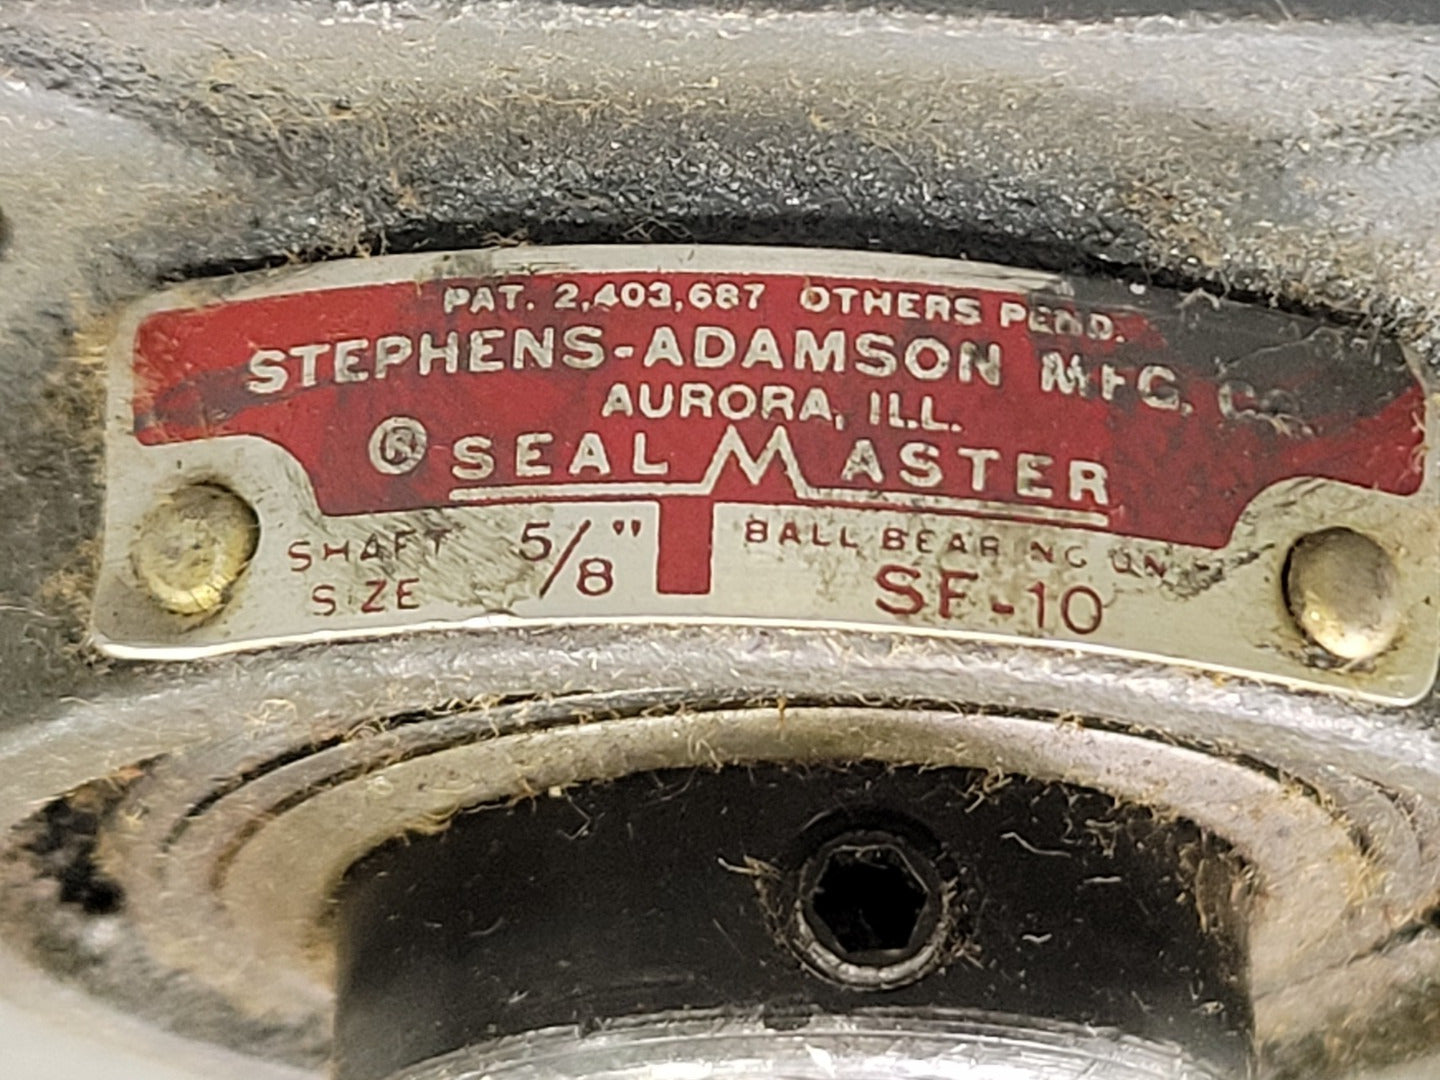 PAT. 2,403,687 OTHERS PEND.
STEPHENS-ADAMSON MFG. CO.
AURORA, ILL.
® SEAL MASTER
SHAFT SIZE 5/8"
BALL BEARING UNIT
SF-10